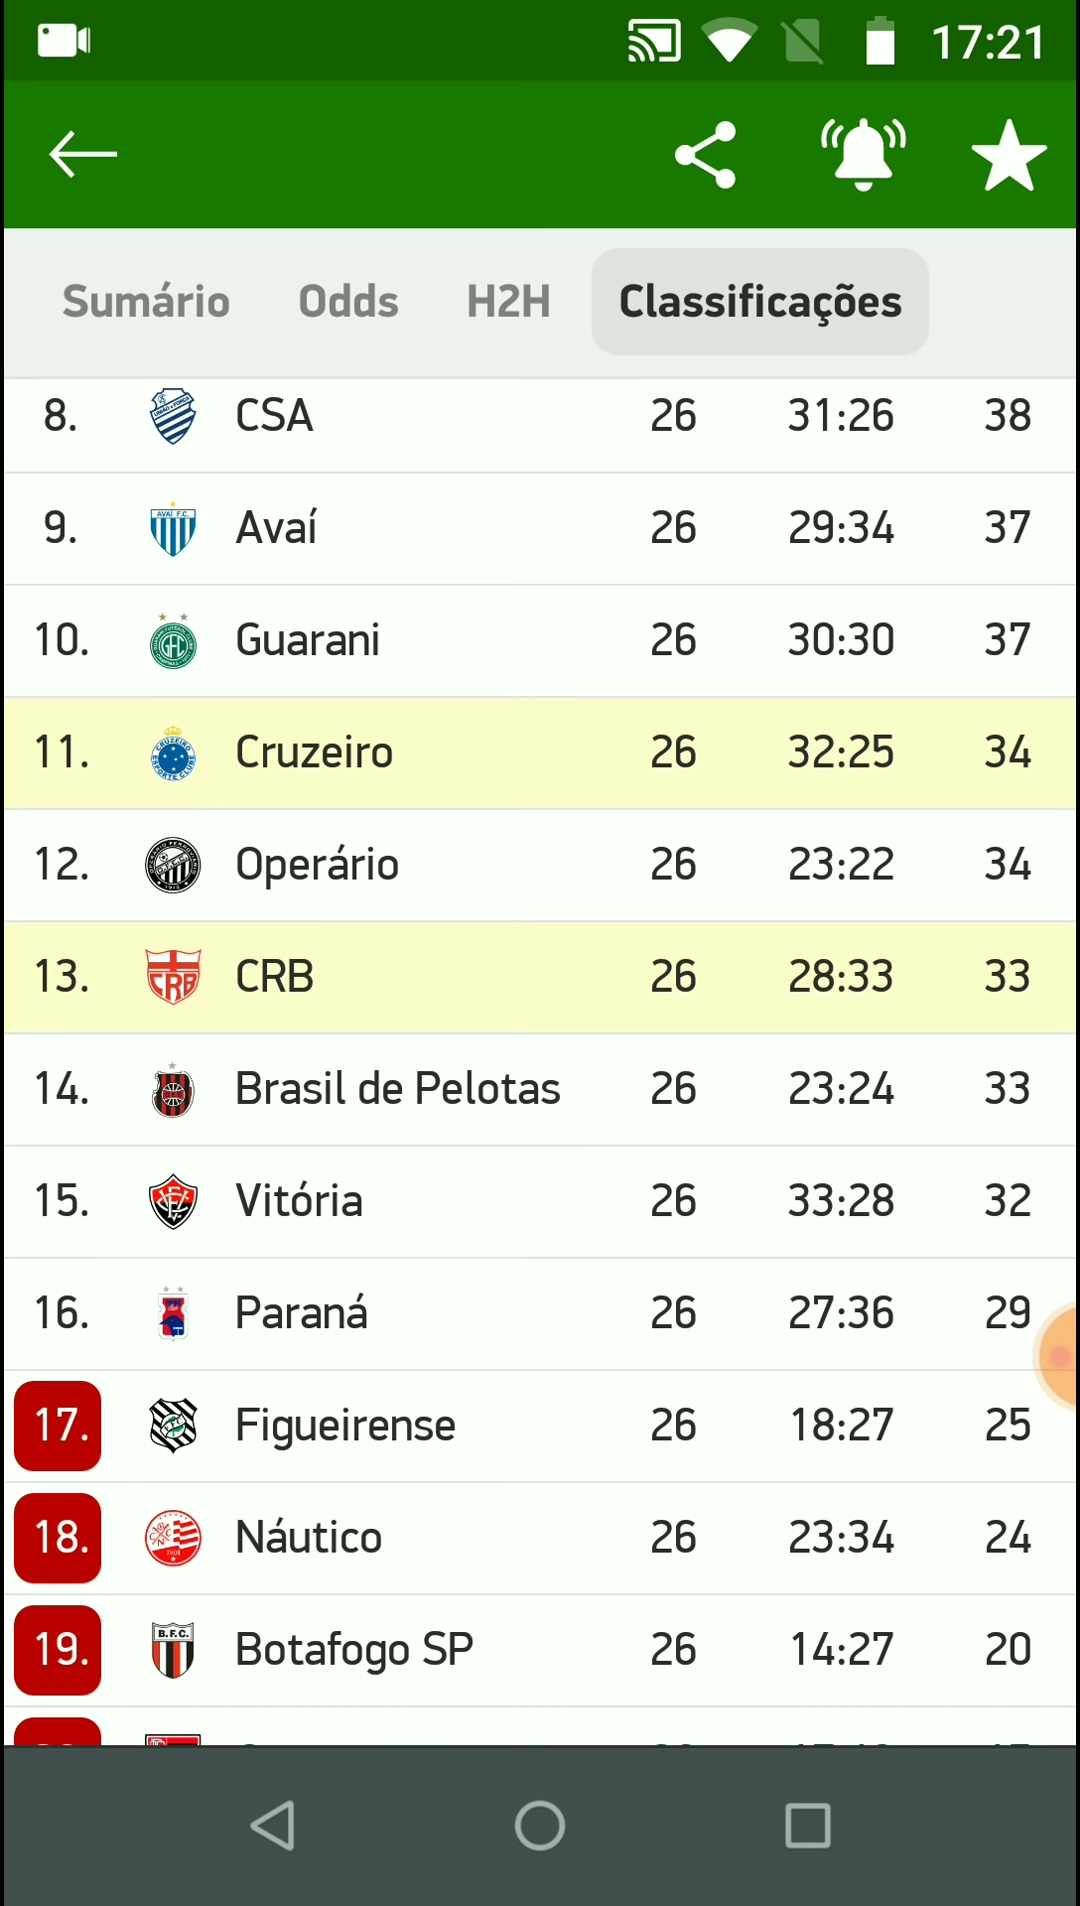 17:21
Sumário Odds H2H Classificações
8. CSA 26 31:26 38
9. Avaí 26 29:34 37
10. Guarani 26 30:30 37
11. Cruzeiro 26 32:25 34
12. Operário 26 23:22 34
13. CRB 26 28:33 33
14. Brasil de Pelotas 26 23:24 33
15. Vitória 26 33:28 32
16. Paraná 26 27:36 29
17. Figueirense 26 18:27 25
18. Náutico 26 23:34 24
19. Botafogo SP 26 14:27 20